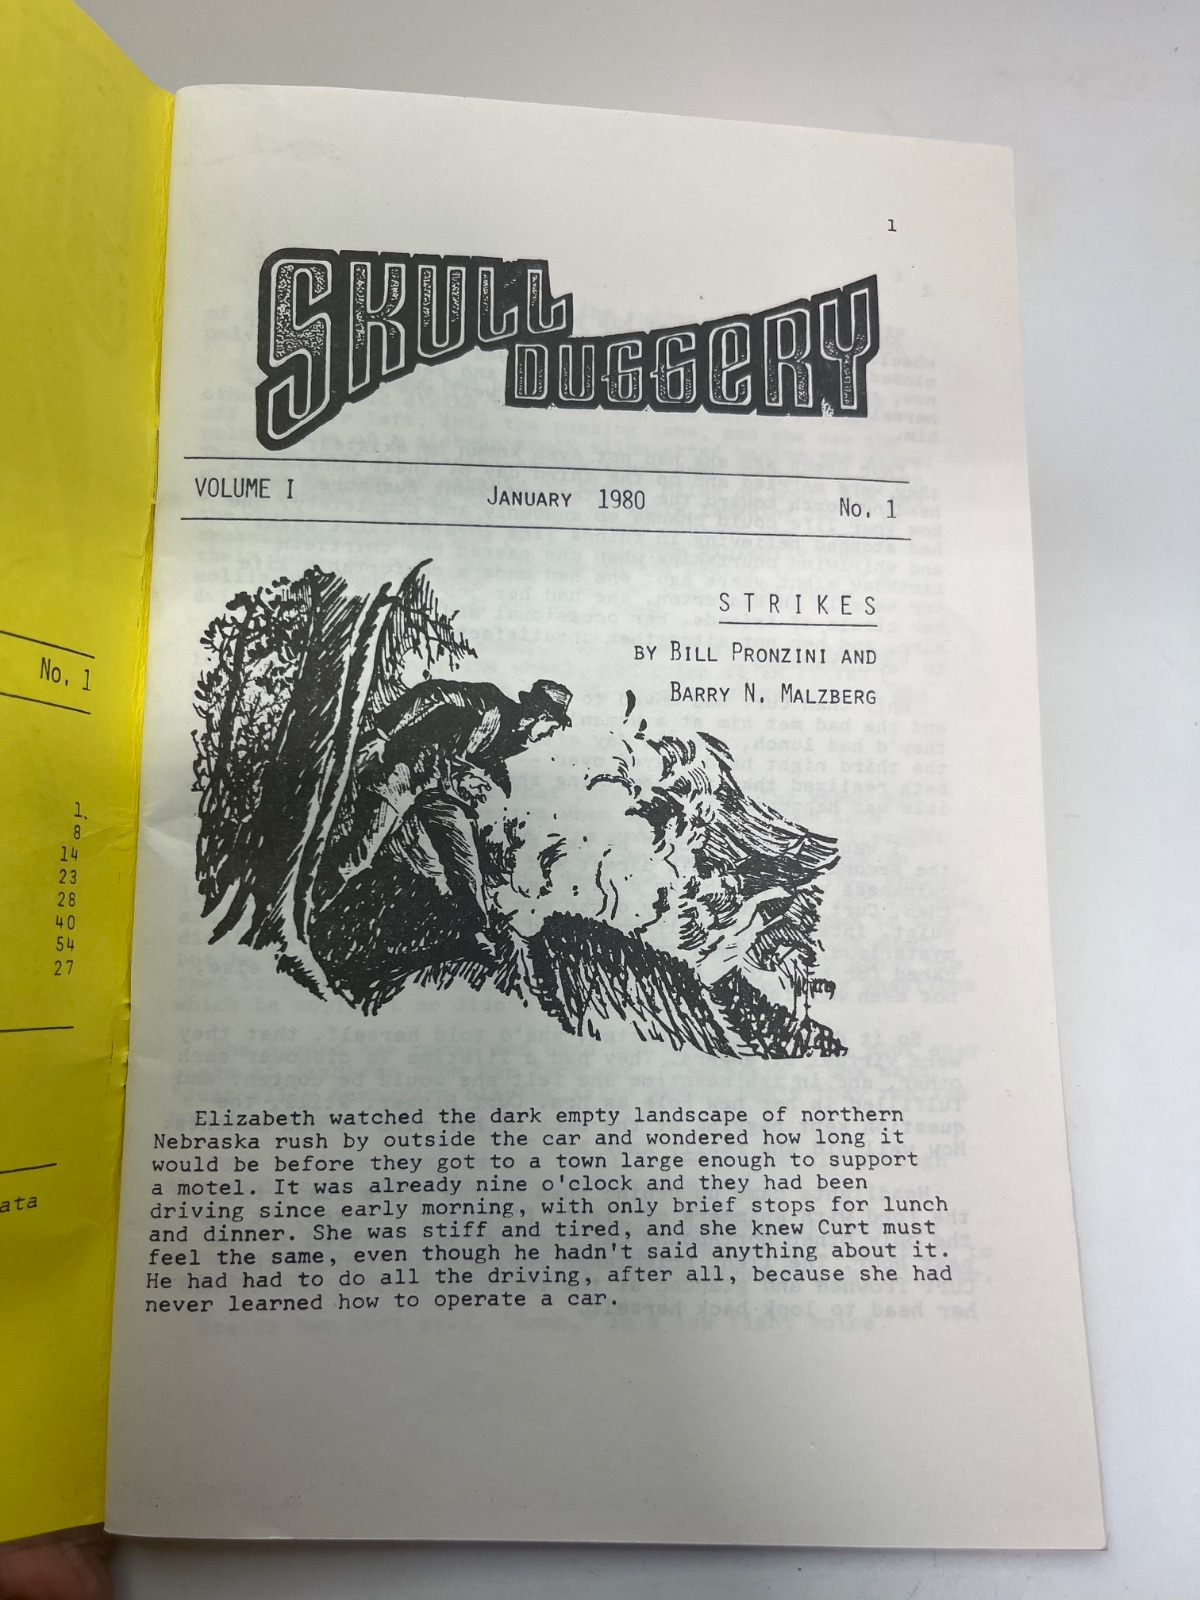 No. 1
1.
8
14
23
28
40
54
27
ata
1
SKULL
DUGGERY
VOLUME I JANUARY 1980 No. 1
STRIKES
BY BILL PRONZINI AND
BARRY N. MALZBERG
Elizabeth watched the dark empty landscape of northern
Nebraska rush by outside the car and wondered how long it
would be before they got to a town large enough to support
a motel. It was already nine o'clock and they had been
driving since early morning, with only brief stops for lunch
and dinner. She was stiff and tired, and she knew Curt must
feel the same, even though he hadn't said anything about it.
He had had to do all the driving, after all, because she had
never learned how to operate a car.